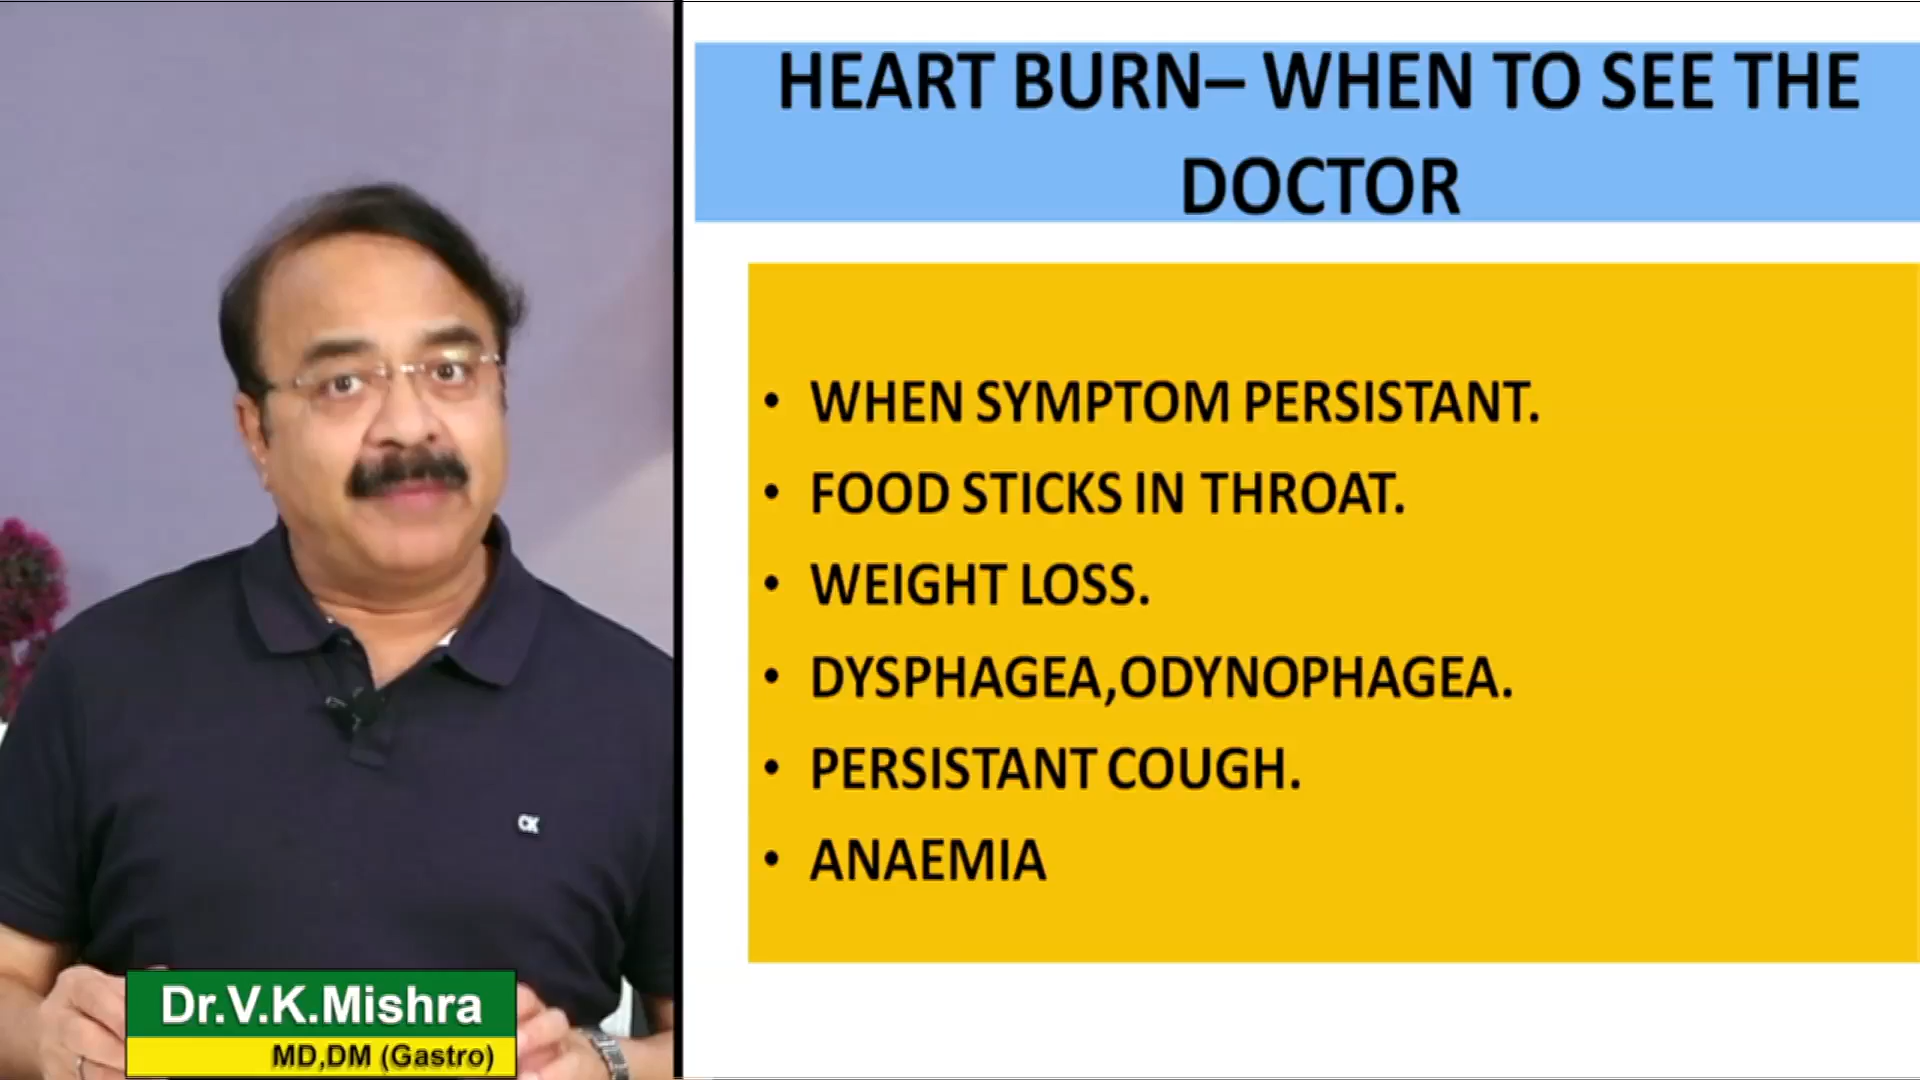 HEART BURN– WHEN TO SEE THE
DOCTOR
• WHEN SYMPTOM PERSISTANT.
• FOOD STICKS IN THROAT.
• WEIGHT LOSS.
• DYSPHAGEA,ODYNOPHAGEA.
• PERSISTANT COUGH.
• ANAEMIA
CK
Dr.V.K.Mishra
MD,DM (Gastro)